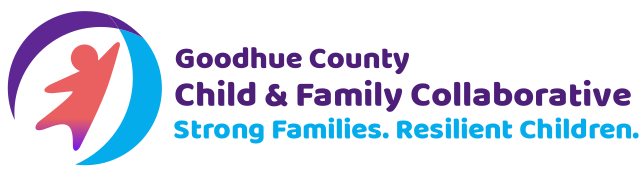 Goodhue County
Child & Family Collaborative
Strong Families. Resilient Children.